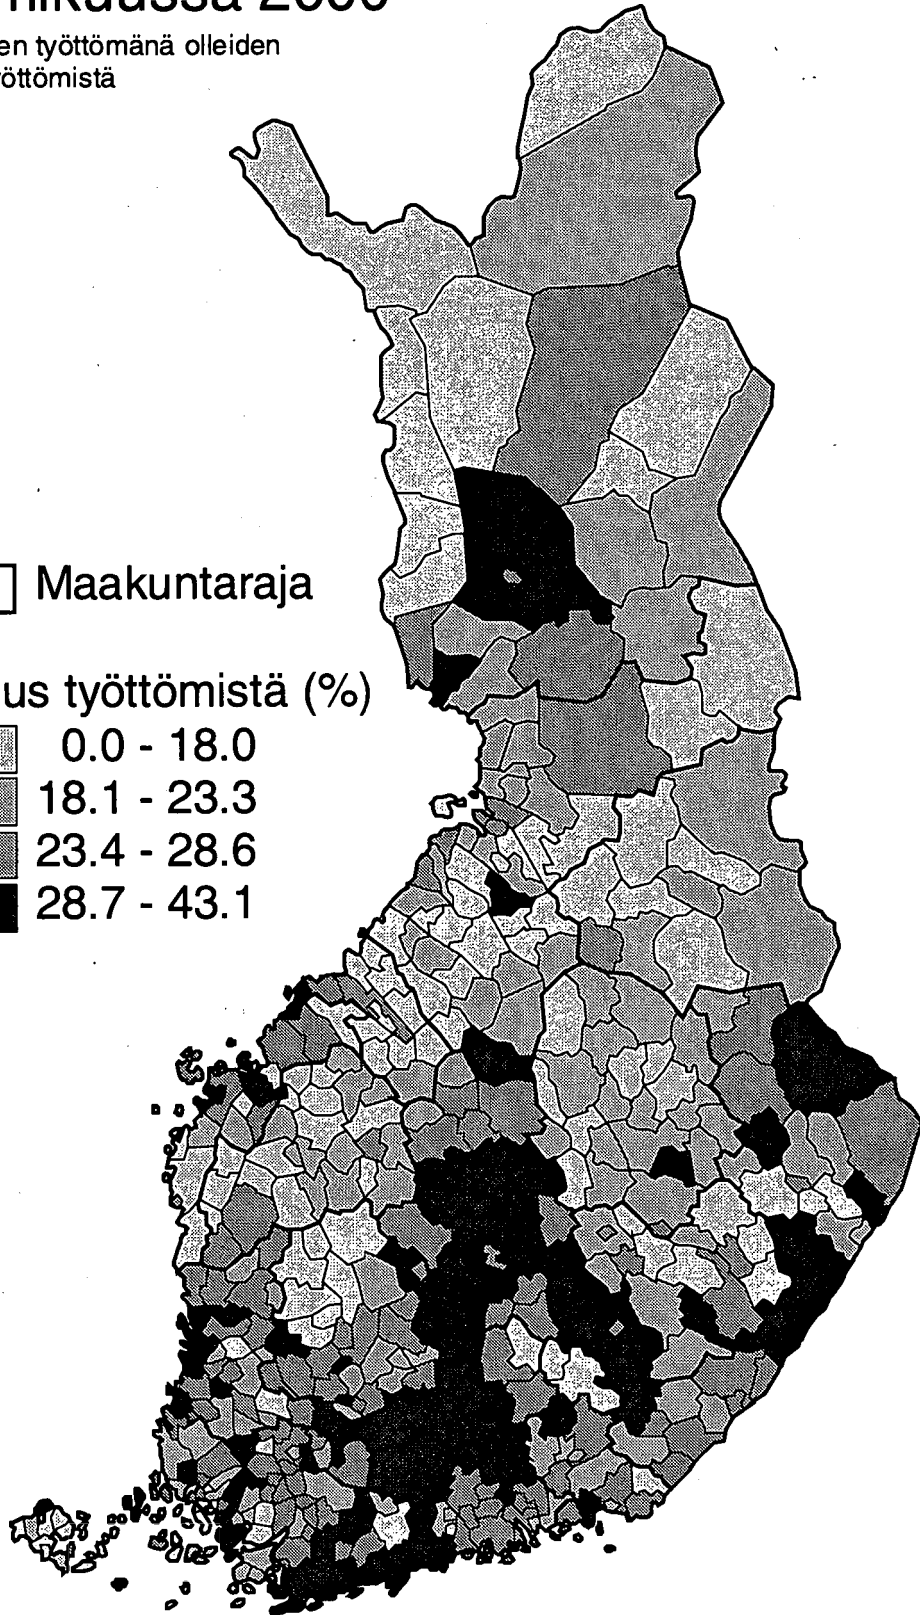 en työttömänä olleiden
Maakuntaraja
us työttömistä (%)
0.0 - 18.0
18.1 - 23.3
23.4 - 28.6
28.7 - 43.1